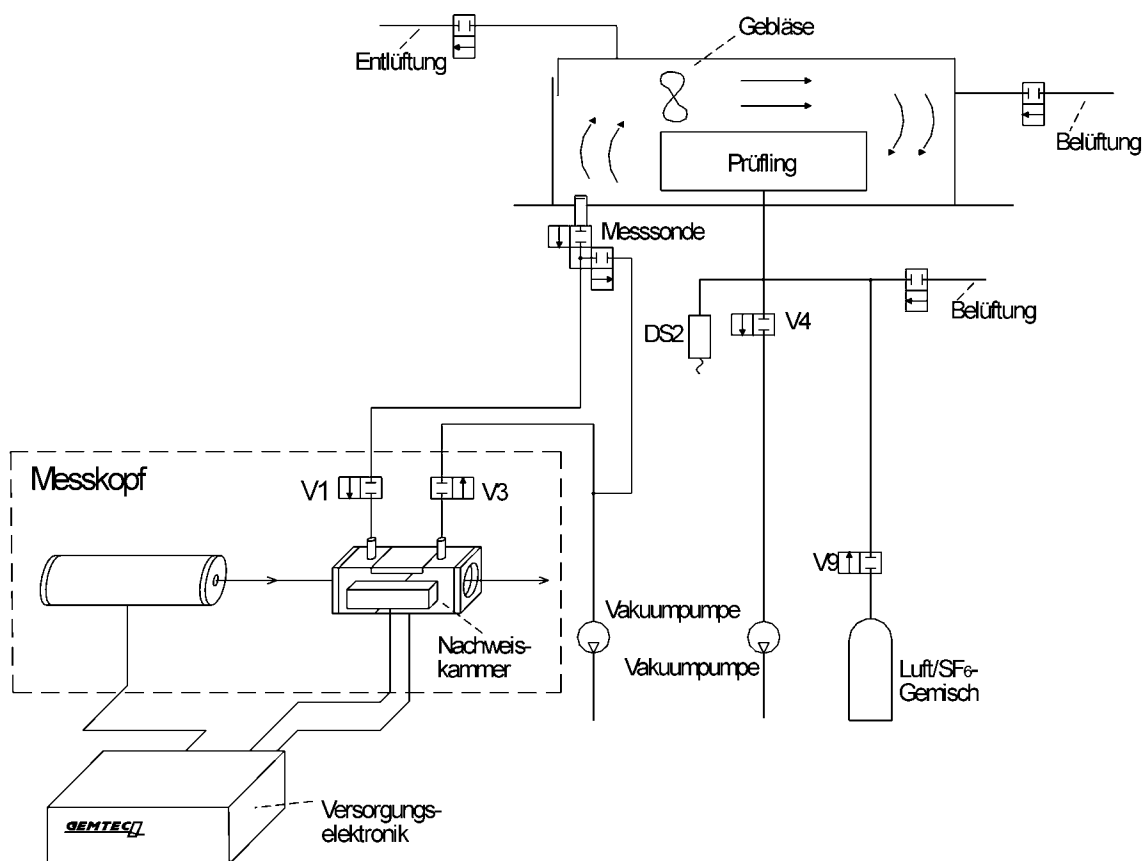 Gebläse
Entlüftung
Belüftung
Prüfling
Messsonde
Belüftung
DS2
V4
Messkopf
V1
V3
V9
Nachweis-
kammer
Vakuumpumpe
Vakuumpumpe
Luft/SF6-
Gemisch
Versorgungs-
elektronik
GEMTEC